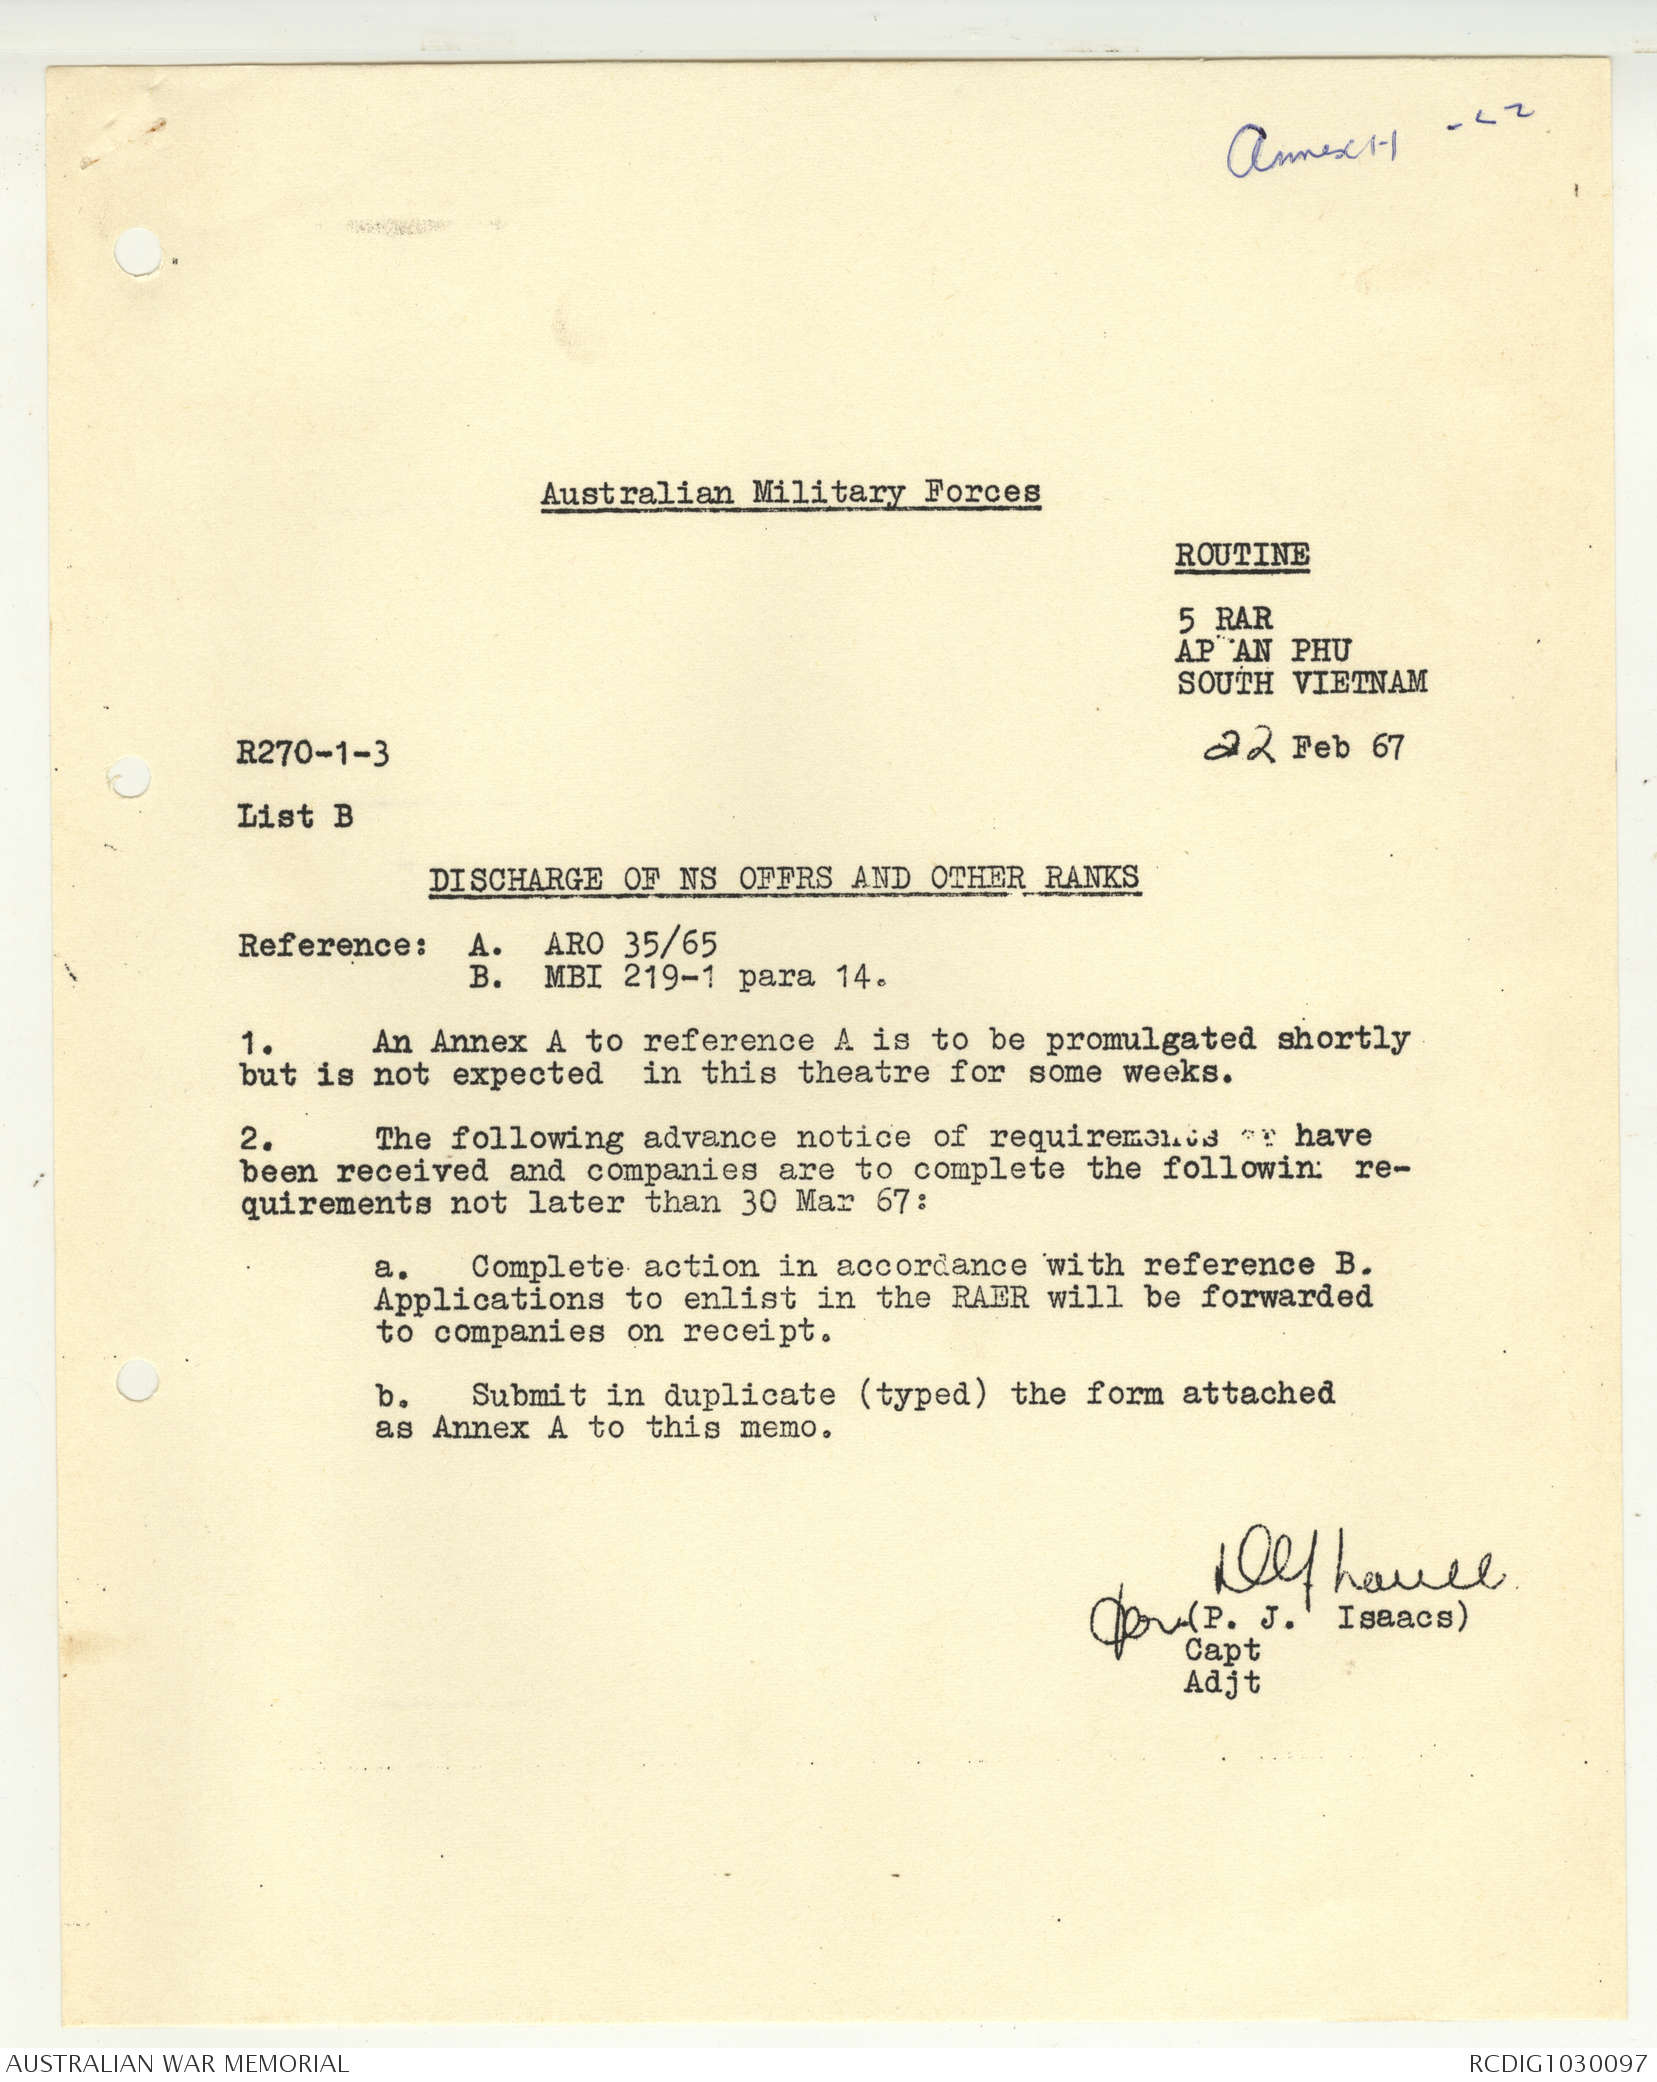 Annex H
Australian Military Forces
ROUTINE
5 RAR
AP AN PHU
SOUTH VIETNAM
R270-1-3
22 Feb 67
List B
DISCHARGE OF NS OFFRS AND OTHER RANKS
Reference: A. ARO 35/65
B. MBI 219-1 para 14.
1. An Annex A to reference A is to be promulgated shortly
but is not expected in this theatre for some weeks.
2. The following advance notice of requirements have
been received and companies are to complete the followin re-
quirements not later than 30 Mar 67:
a. Complete action in accordance with reference B.
Applications to enlist in the RAER will be forwarded
to companies on receipt.
b. Submit in duplicate (typed) the form attached
as Annex A to this memo.
for (P. J. Isaacs)
Capt
Adjt
AUSTRALIAN WAR MEMORIAL
RCDIG1030097